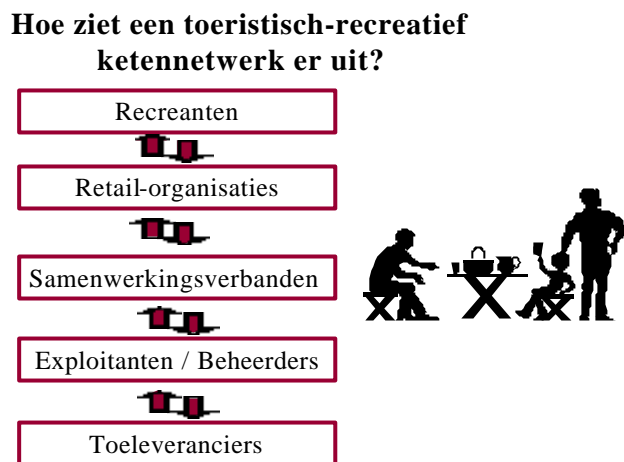 Hoe ziet een toeristisch-recreatief
ketennetwerk er uit?
Recreanten
Retail-organisaties
Samenwerkingsverbanden
Exploitanten / Beheerders
Toeleveranciers